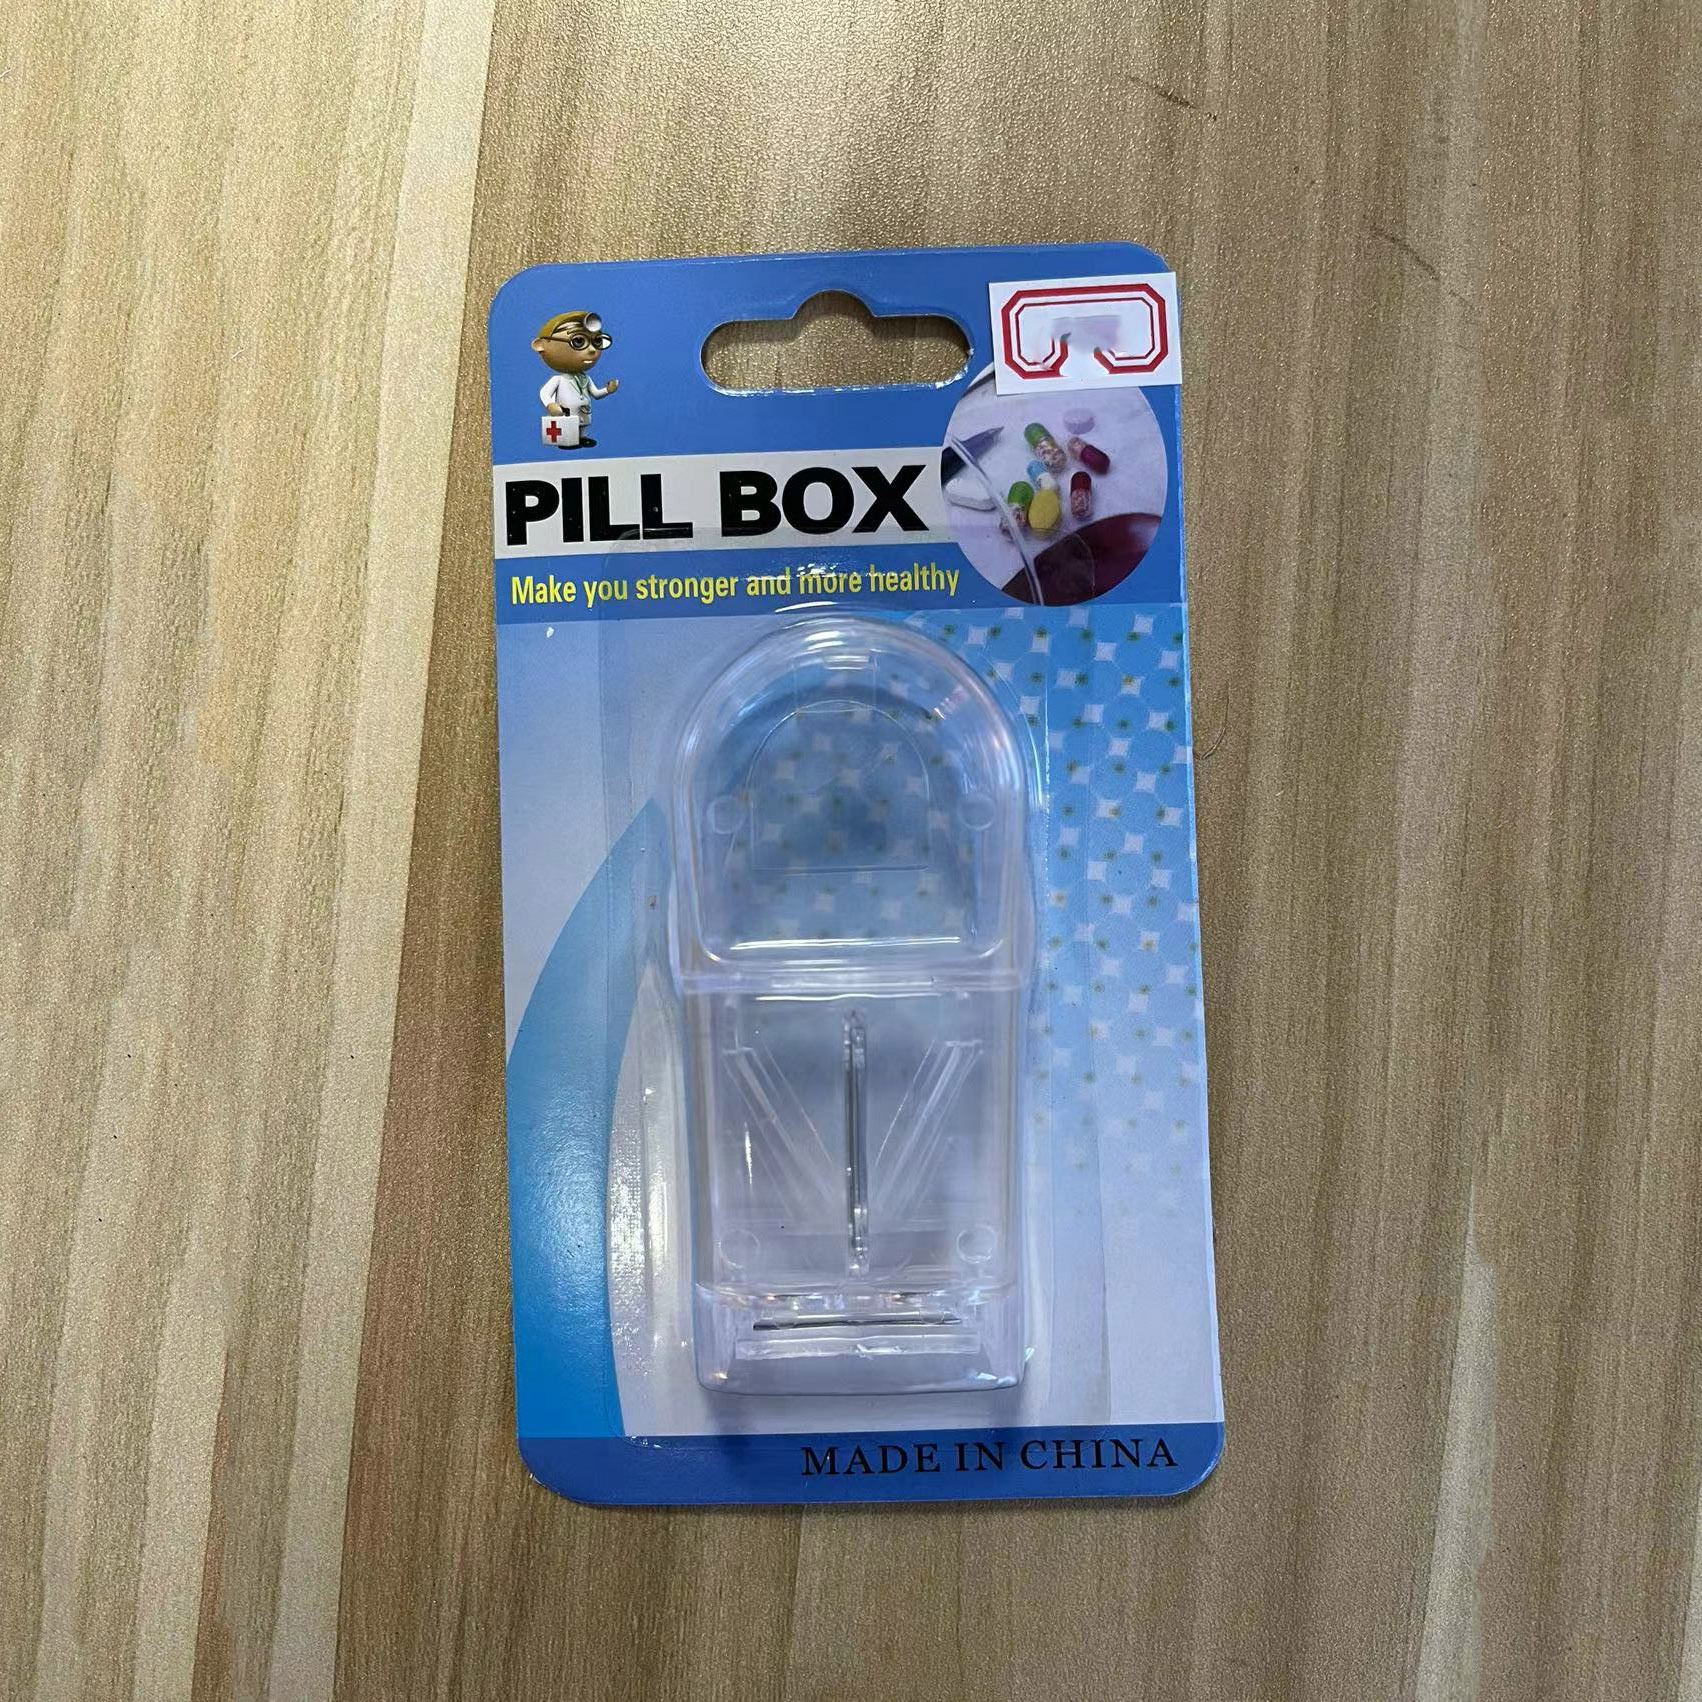 PILL BOX
Make you stronger and more healthy
MADE IN CHINA